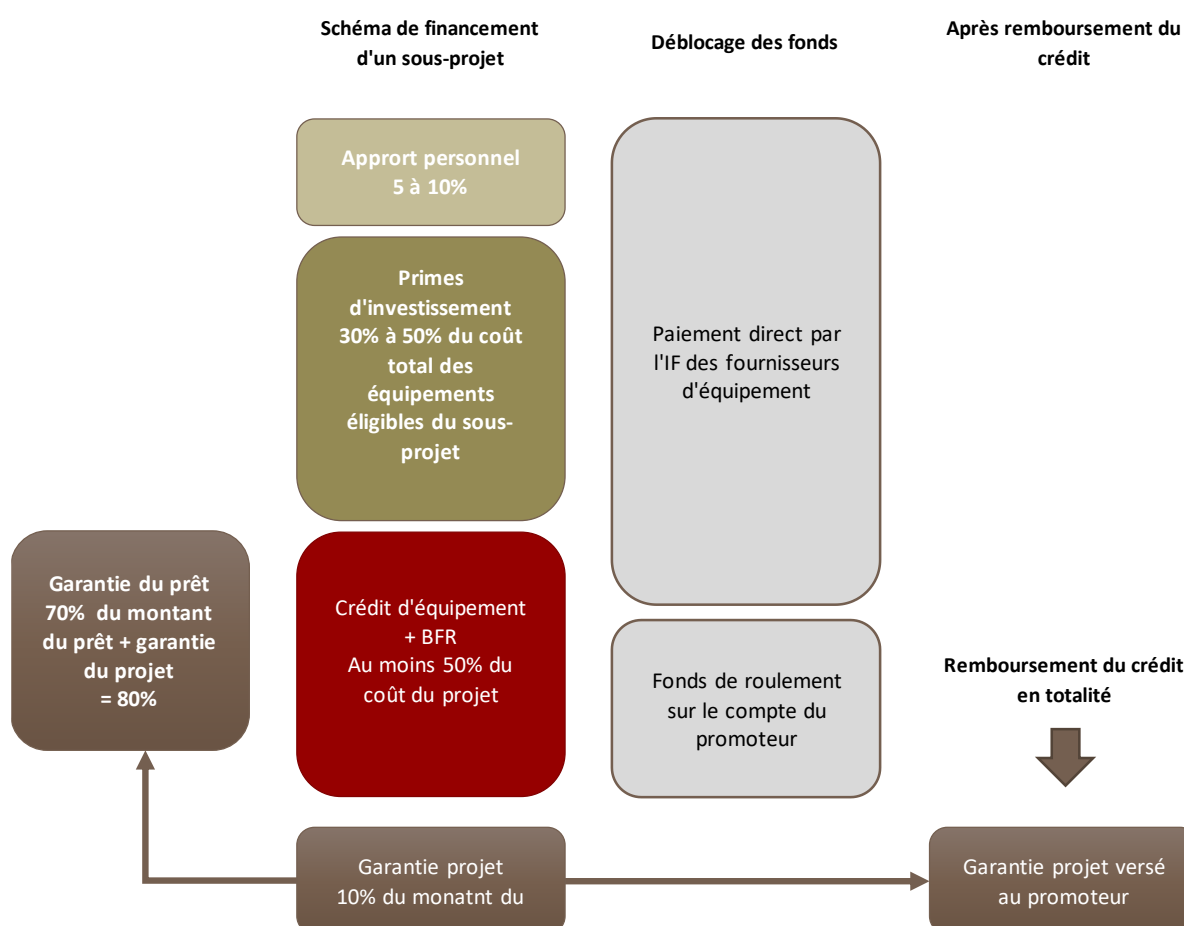 Schéma de financement
d'un sous-projet
Déblocage des fonds
Après remboursement du
crédit
Apprort personnel
5 à 10%
Primes
d'investissement
30% à 50% du coût
total des
équipements
éligibles du sous-
projet
Paiement direct par
l'IF des fournisseurs
d'équipement
Garantie du prêt
70% du montant
du prêt + garantie
du projet
= 80%
Crédit d'équipement
+ BFR
Au moins 50% du
coût du projet
Fonds de roulement
sur le compte du
promoteur
Remboursement du crédit
en totalité
Garantie projet
10% du monatnt du
Garantie projet versé
au promoteur